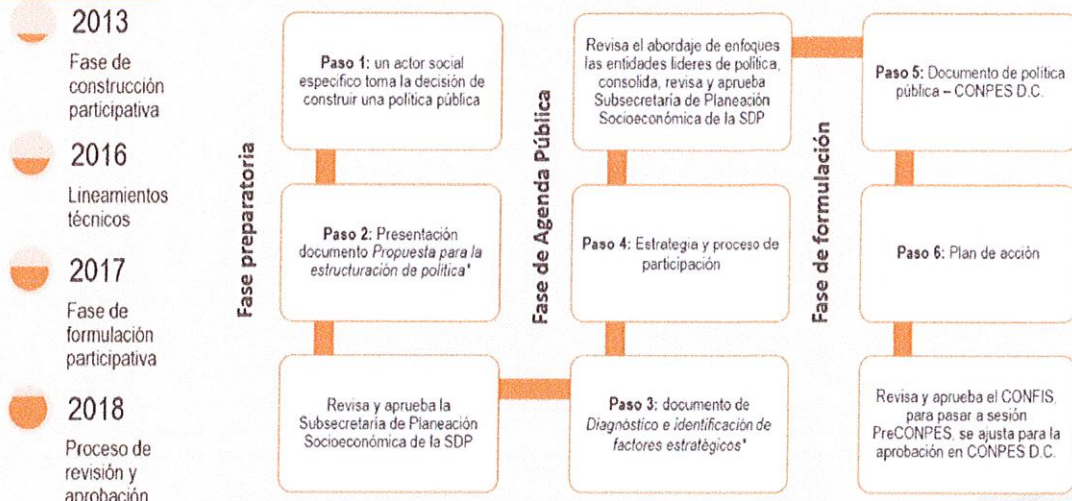 2013
Fase de
construcción
participativa
2016
Lineamientos
técnicos
2017
Fase de
formulación
participativa
2018
Proceso de
revisión y
aprobación
Fase preparatoria
Paso 1: un actor social
específico toma la decisión de
construir una política pública
Paso 2: Presentación
documento Propuesta para la
estructuración de política*
Revisa y aprueba la
Subsecretaría de Planeación
Socioeconómica de la SDP
Fase de Agenda Pública
Revisa el abordaje de enfoques
las entidades líderes de política,
consolida, revisa y aprueba
Subsecretaría de Planeación
Socioeconómica de la SDP
Paso 4: Estrategia y proceso de
participación
Paso 3: documento de
Diagnóstico e identificación de
factores estratégicos*
Fase de formulación
Paso 5: Documento de política
pública – CONPES D.C.
Paso 6: Plan de acción
Revisa y aprueba el CONFIS,
para pasar a sesión
PreCONPES, se ajusta para la
aprobación en CONPES D.C.